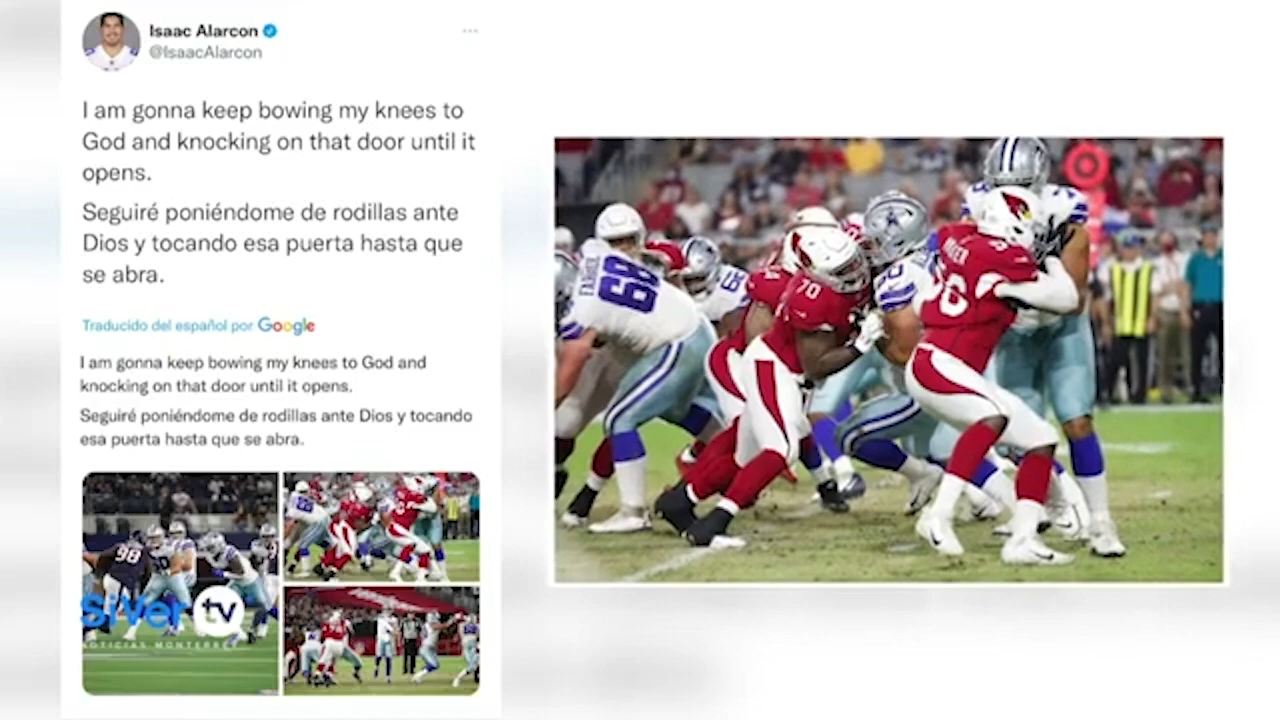 Isaac Alarcon
@IsaacAlarcon
I am gonna keep bowing my knees to
God and knocking on that door until it
opens.
Seguiré poniéndome de rodillas ante
Dios y tocando esa puerta hasta que
se abra.
Traducido del español por Google
I am gonna keep bowing my knees to God and
knocking on that door until it opens.
Seguiré poniéndome de rodillas ante Dios y tocando
esa puerta hasta que se abra.
98
SiVer tv
NOTICIAS MONTERREY
68
70